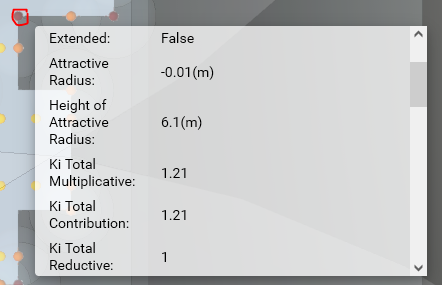 Extended: False
Attractive
Radius: -0.01(m)
Height of
Attractive
Radius: 6.1(m)
Ki Total
Multiplicative: 1.21
Ki Total
Contribution: 1.21
Ki Total
Reductive: 1